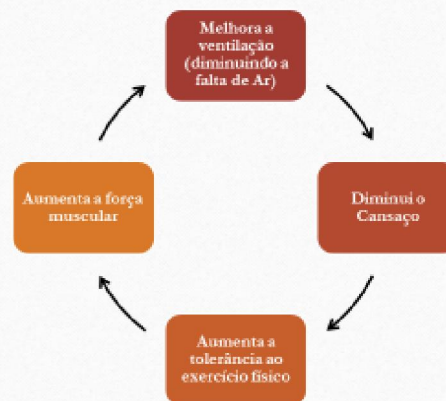 Melhora a
ventilação
(diminuindo a
falta de Ar)
Diminui o
Cansaço
Aumenta a
tolerância ao
exercício físico
Aumenta a força
muscular